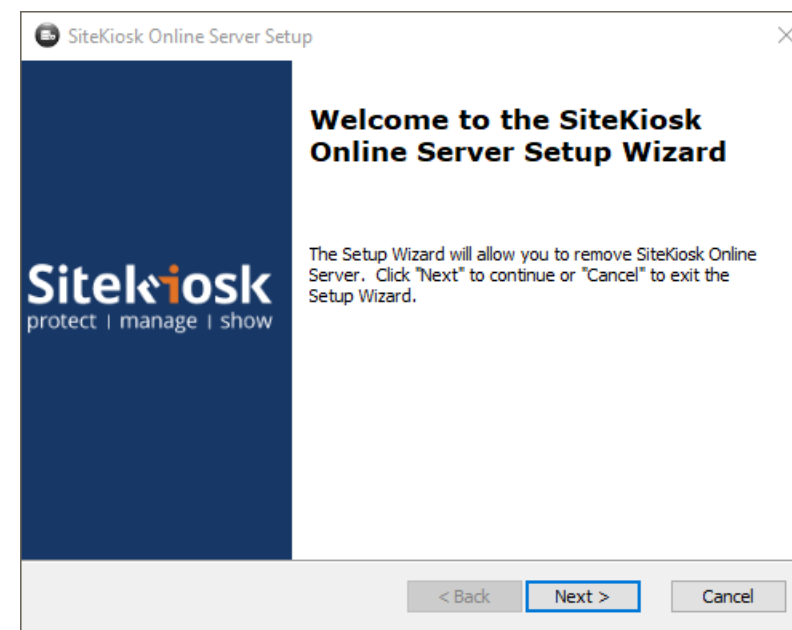 SiteKiosk Online Server Setup
Welcome to the SiteKiosk
Online Server Setup Wizard
The Setup Wizard will allow you to remove SiteKiosk Online
Server. Click "Next" to continue or "Cancel" to exit the
Setup Wizard.
Sitekiosk
protect | manage | show
< Back Next > Cancel